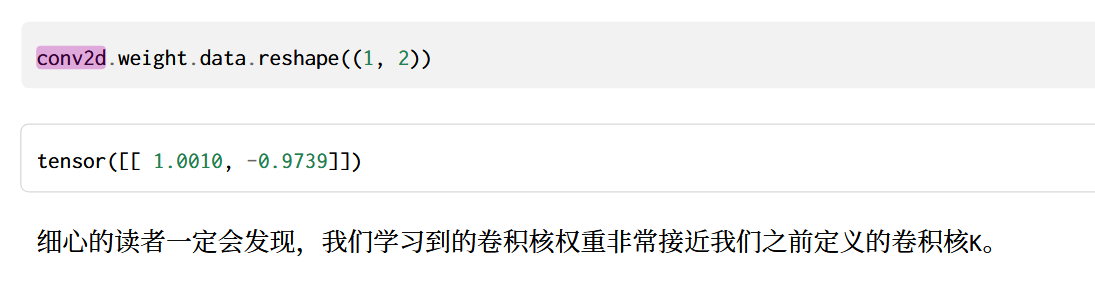 conv2d.weight.data.reshape((1, 2))
tensor([[ 1.0010, -0.9739]])
细心的读者一定会发现，我们学习到的卷积核权重非常接近我们之前定义的卷积核K。